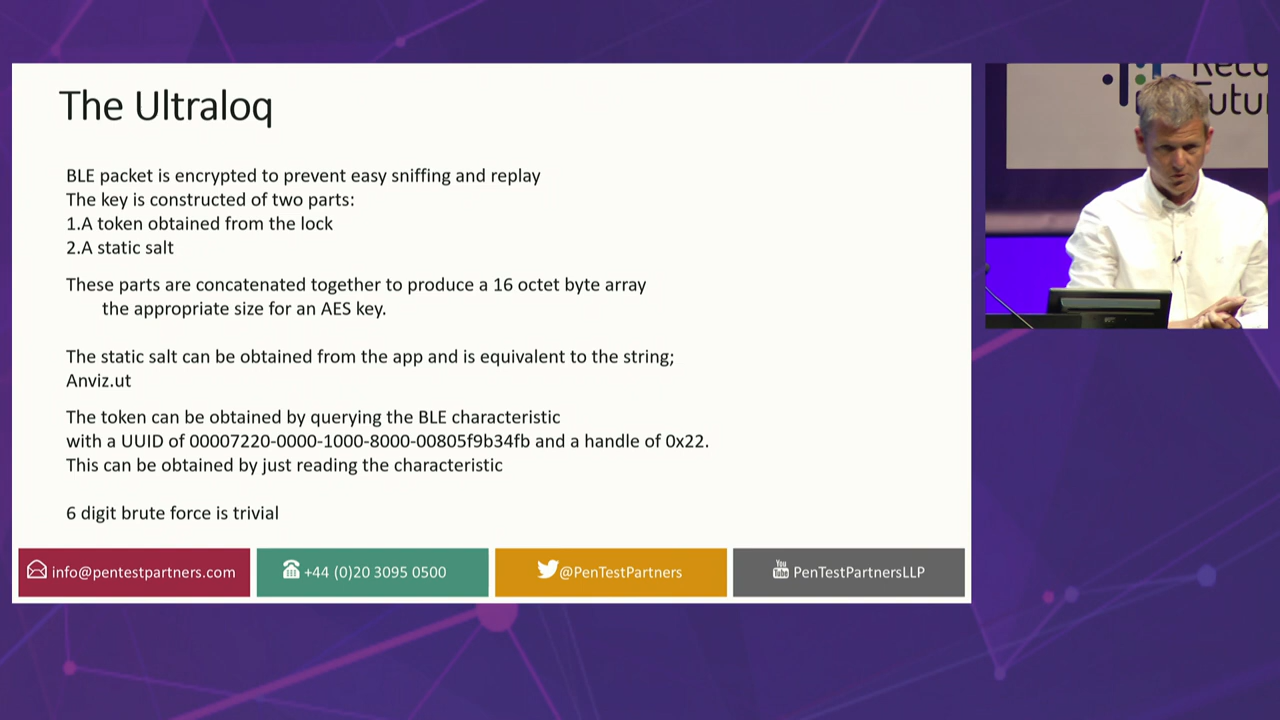 The Ultraloq
BLE packet is encrypted to prevent easy sniffing and replay
The key is constructed of two parts:
1.A token obtained from the lock
2.A static salt
These parts are concatenated together to produce a 16 octet byte array
the appropriate size for an AES key.
The static salt can be obtained from the app and is equivalent to the string;
Anviz.ut
The token can be obtained by querying the BLE characteristic
with a UUID of 00007220-0000-1000-8000-00805f9b34fb and a handle of 0x22.
This can be obtained by just reading the characteristic
6 digit brute force is trivial
info@pentestpartners.com
+44 (0)20 3095 0500
@PenTestPartners
You Tube PenTestPartnersLLP